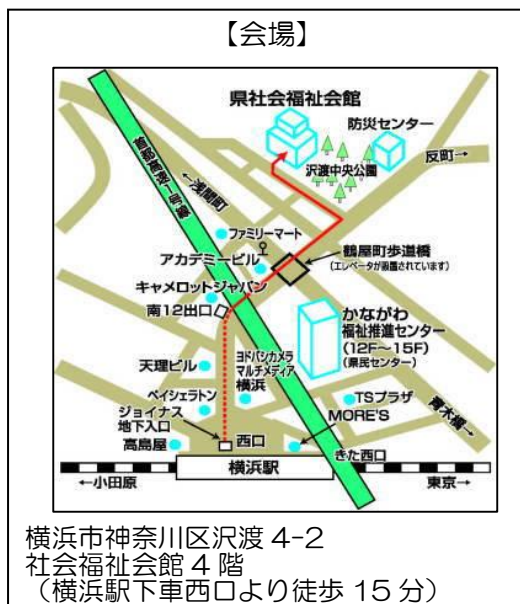 【会場】
県社会福祉会館
防災センター
反町→
沢渡中央公園
首都高速一号線
←浅間町
ファミリーマート
アカデミービル
鶴屋町歩道橋
(エレベータが設置されています)
キャメロットジャパン
南12出口
かながわ
福祉推進センター
(12F〜15F)
(県民センター)
ヨドバシカメラ
マルチメディア
横浜
天理ビル
ベイシェラトン
TSプラザ
ジョイナス
地下入口
MORE'S
青木橋→
高島屋
西口
きた西口
横浜駅
←小田原
東京→
横浜市神奈川区沢渡 4-2
社会福祉会館 4 階
(横浜駅下車西口より徒歩 15 分)